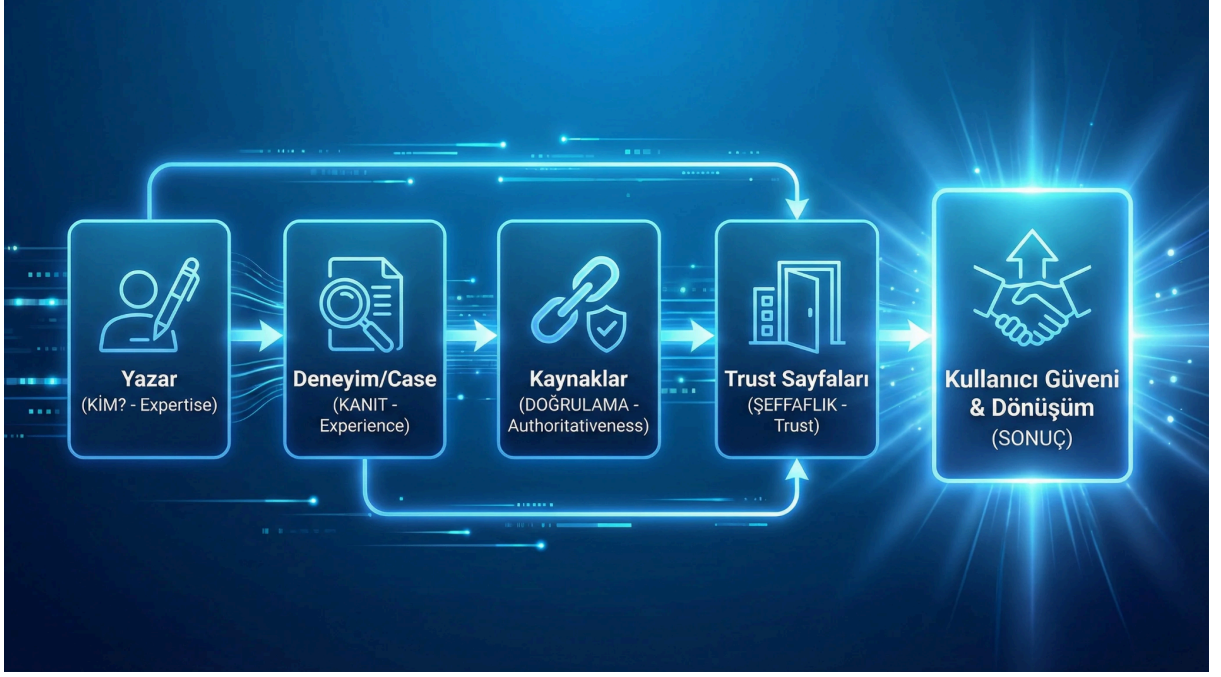 Yazar
(KİM? - Expertise)
Deneyim/Case
(KANIT -
Experience)
Kaynaklar
(DOĞRULAMA -
Authoritativeness)
Trust Sayfaları
(ŞEFFAFLIK -
Trust)
Kullanıcı Güveni
& Dönüşüm
(SONUÇ)